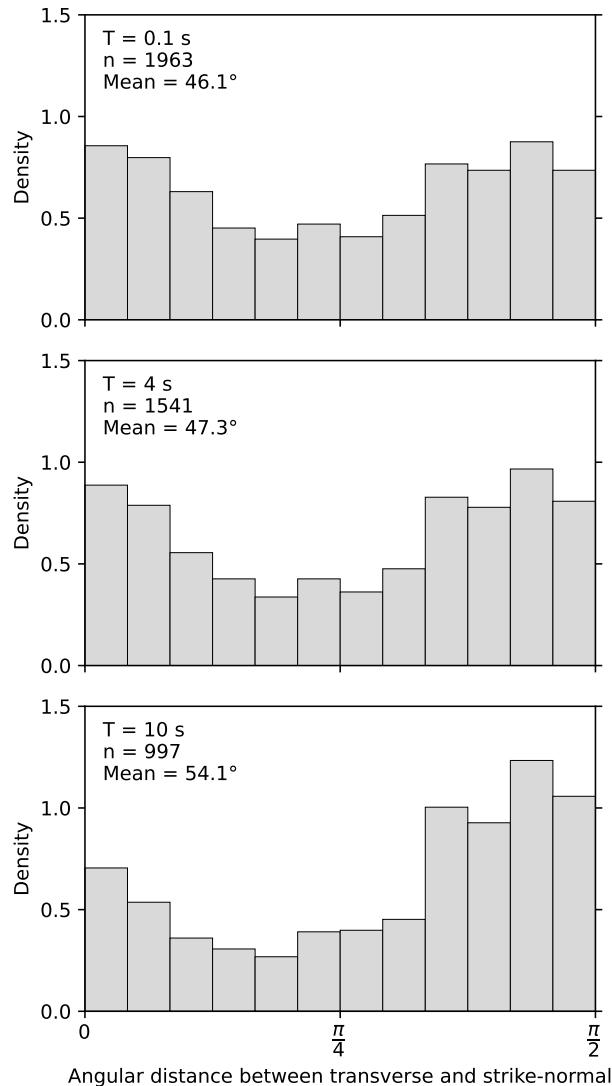 1.5
T = 0.1 s
n = 1963
Mean = 46.1°
1.0
Density
0.5
0.0
1.5
T = 4 s
n = 1541
Mean = 47.3°
1.0
Density
0.5
0.0
1.5
T = 10 s
n = 997
Mean = 54.1°
1.0
Density
0.5
0.0
0 π/4 π/2
Angular distance between transverse and strike-normal